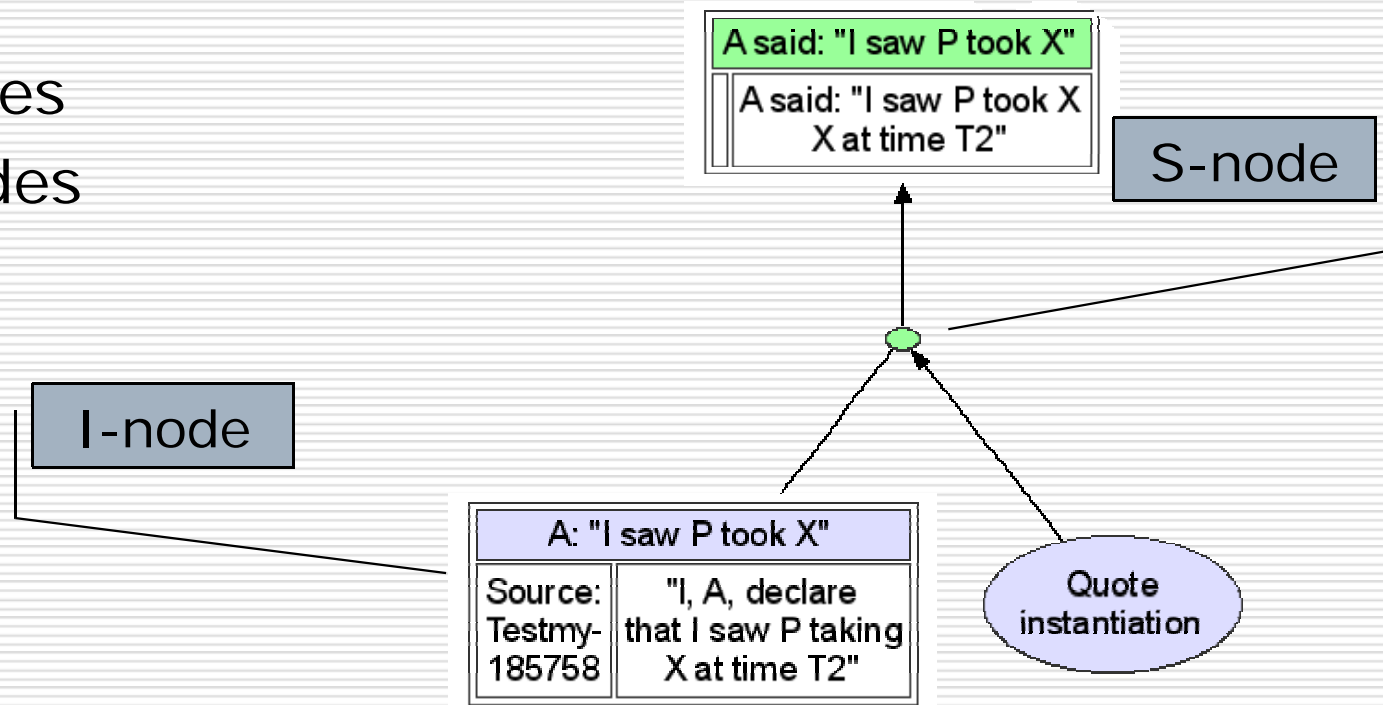 es
des
A said: "I saw P took X"
A said: "I saw P took X
X at time T2"
S-node
I-node
A: "I saw P took X"
Source:
Testmy-
185758
"I, A, declare
that I saw P taking
X at time T2"
Quote
instantiation